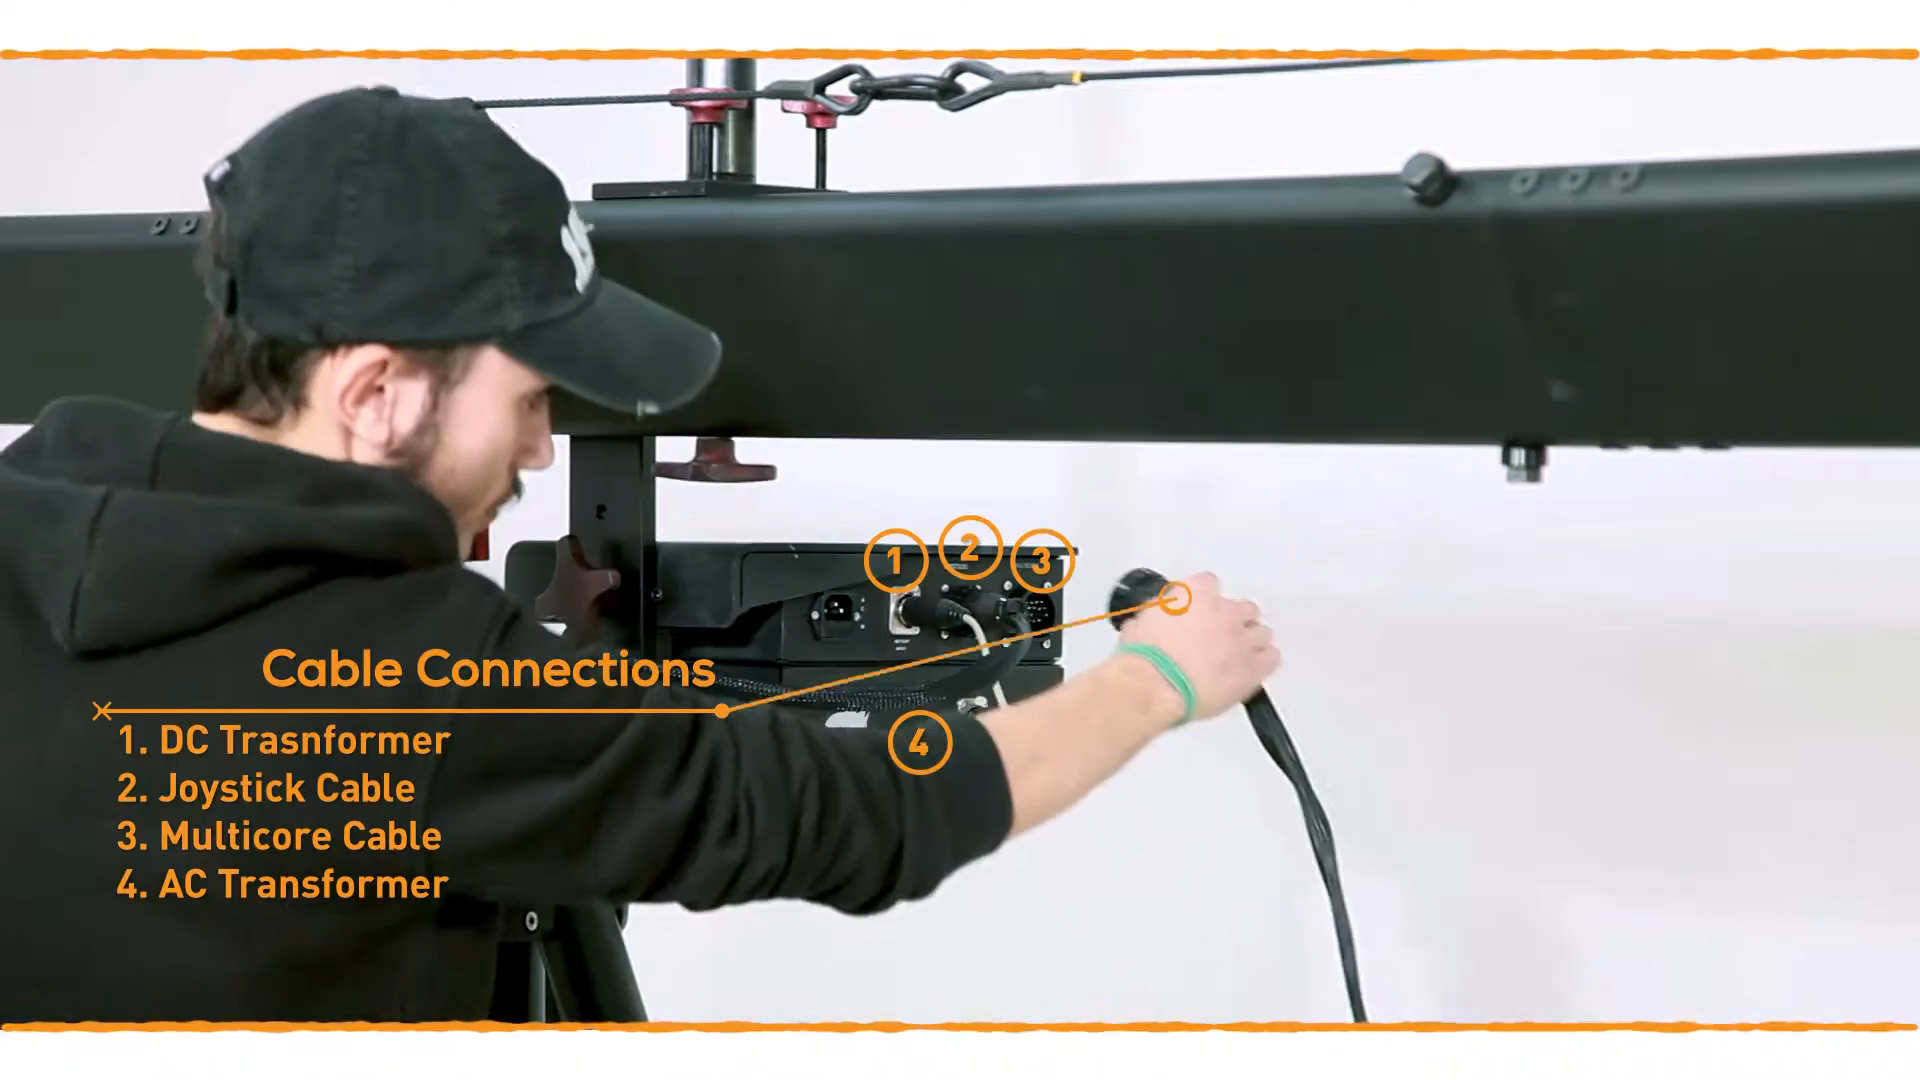 1
2
3
Cable Connections
1. DC Trasnformer
2. Joystick Cable
3. Multicore Cable
4. AC Transformer
4